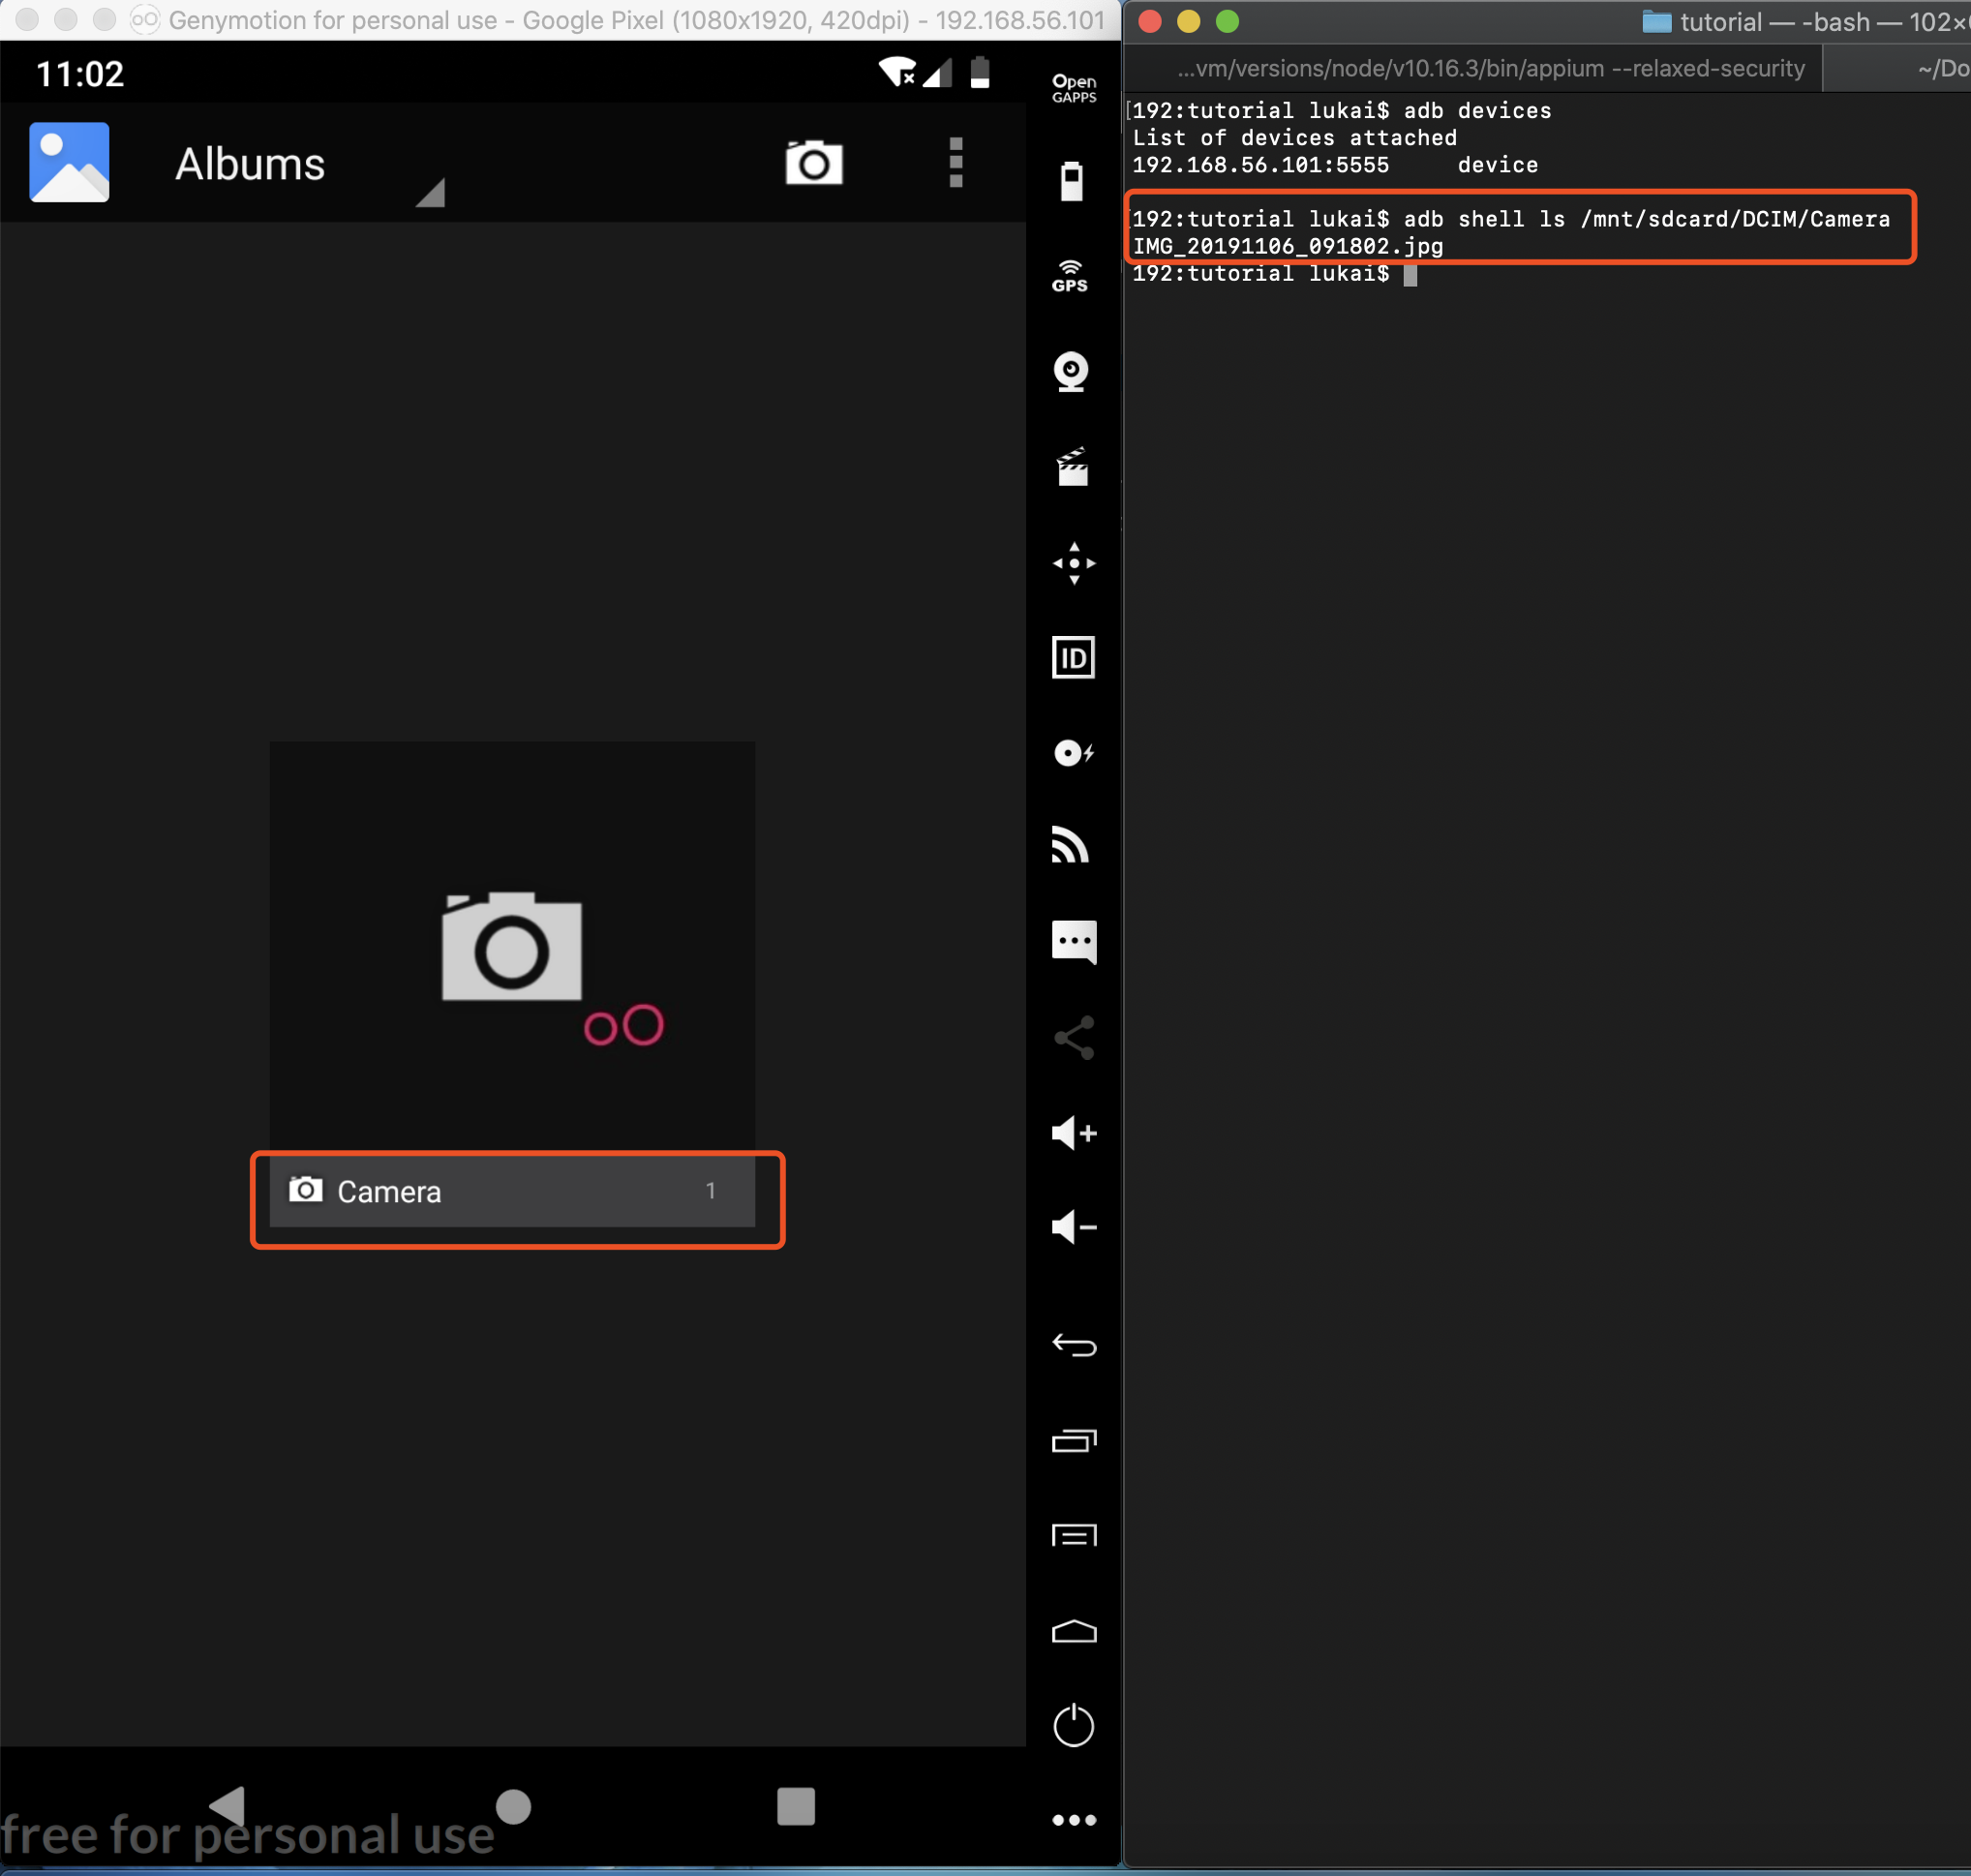 Genymotion for personal use - Google Pixel (1080x1920, 420dpi) - 192.168.56.101
11:02
Open
GAPPS
Albums
GPS
ID
Camera 1
free for personal use
tutorial — -bash — 102×
...vm/versions/node/v10.16.3/bin/appium --relaxed-security
~/Do
192:tutorial lukai$ adb devices
List of devices attached
192.168.56.101:5555 device
192:tutorial lukai$ adb shell ls /mnt/sdcard/DCIM/Camera
IMG_20191106_091802.jpg
192:tutorial lukai$